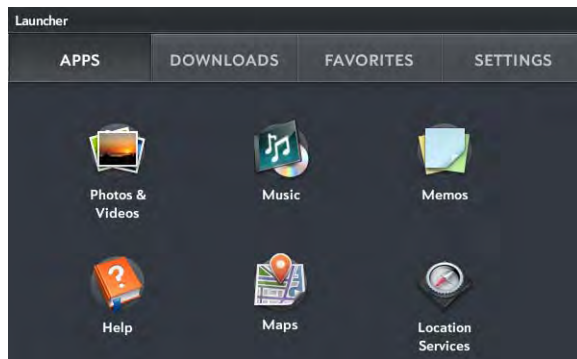 Launcher
APPS DOWNLOADS FAVORITES SETTINGS
Photos &
Videos
Music
Memos
Help
Maps
Location
Services